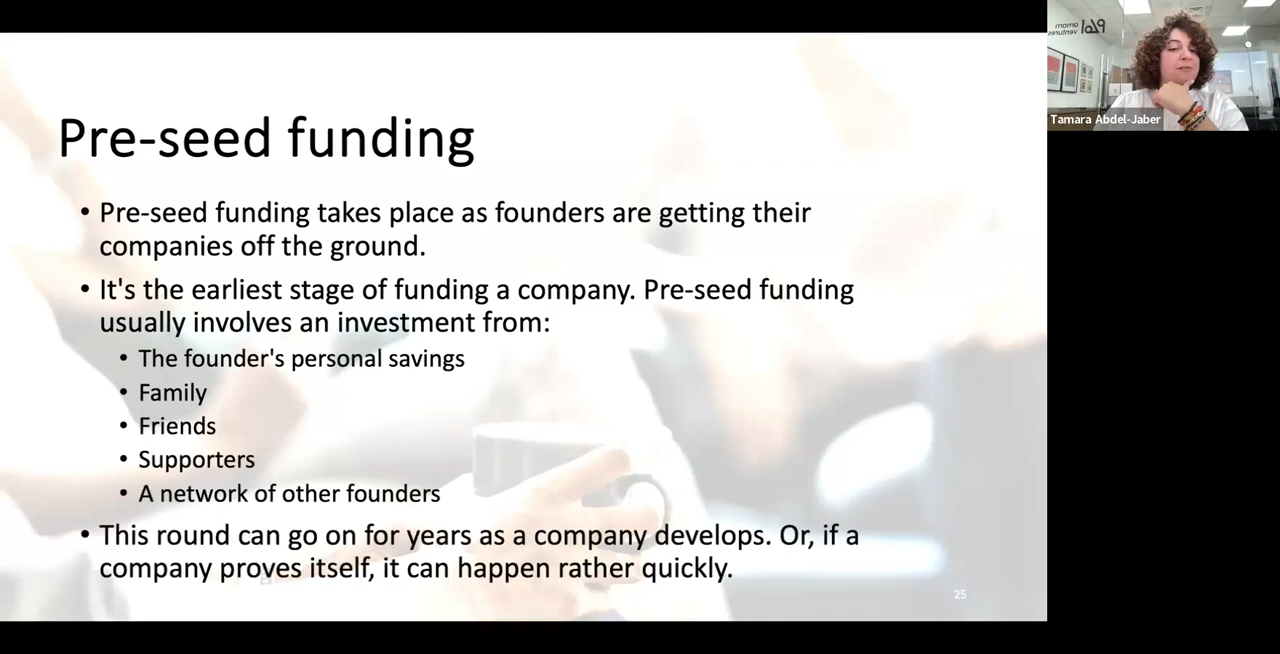 Pre-seed funding
• Pre-seed funding takes place as founders are getting their
companies off the ground.
• It's the earliest stage of funding a company. Pre-seed funding
usually involves an investment from:
• The founder's personal savings
• Family
• Friends
• Supporters
• A network of other founders
• This round can go on for years as a company develops. Or, if a
company proves itself, it can happen rather quickly.
25
amam
ventures
Tamara Abdel-Jaber